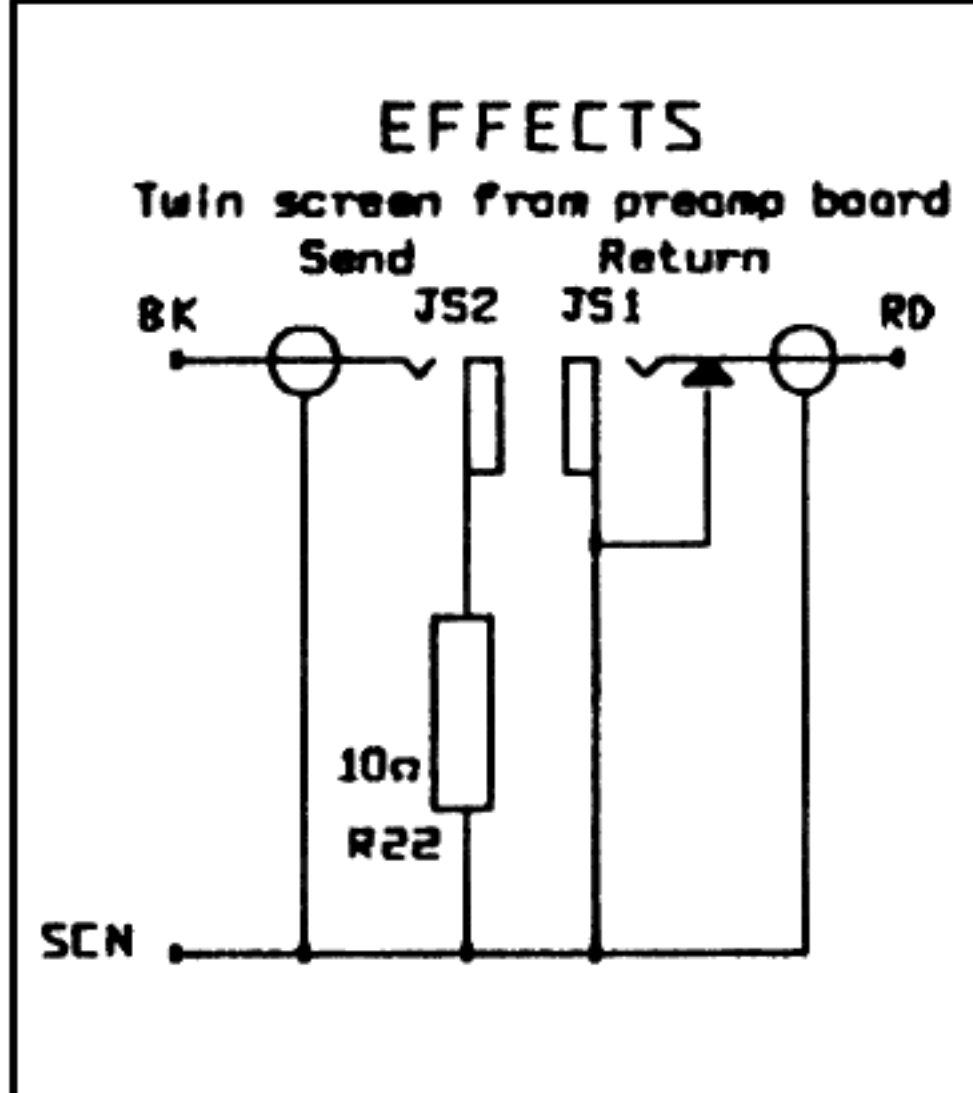 EFFECTS
Twin screen from preamp board
Send Return
BK JS2 JS1 RD
10Ω
R22
SCN